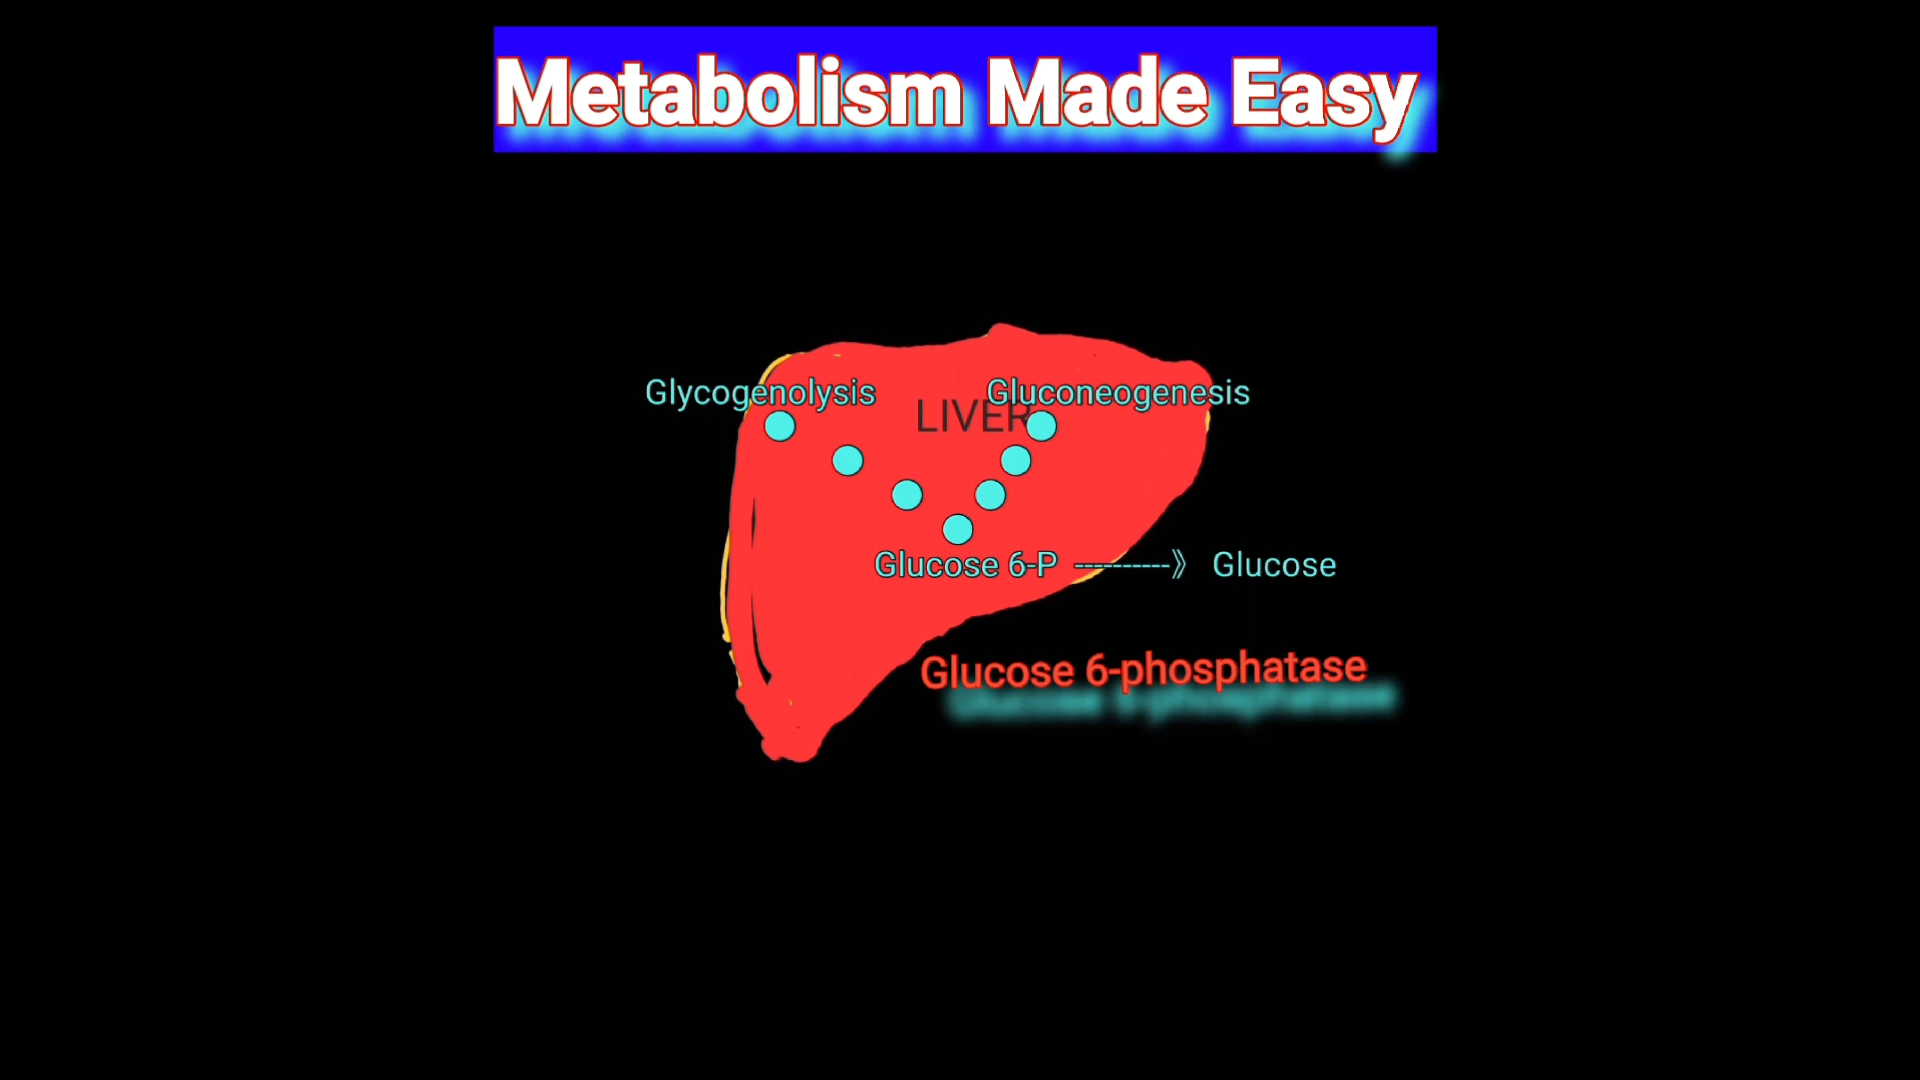 Metabolism Made Easy
Glycogenolysis
Gluconeogenesis
LIVER
Glucose 6-P ----------》 Glucose
Glucose 6-phosphatase